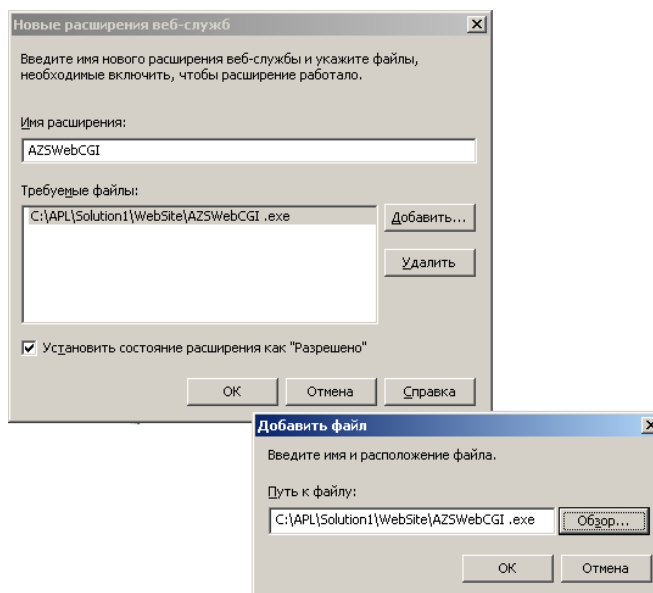 Новые расширения веб-служб
Введите имя нового расширения веб-службы и укажите файлы,
необходимые включить, чтобы расширение работало.
Имя расширения:
AZSWebCGI
Требуемые файлы:
C:\APL\Solution1\WebSite\AZSWebCGI .exe
Добавить...
Удалить
Установить состояние расширения как "Разрешено"
ОК Отмена Справка
Добавить файл
Введите имя и расположение файла.
Путь к файлу:
C:\APL\Solution1\WebSite\AZSWebCGI .exe Обзор...
ОК Отмена